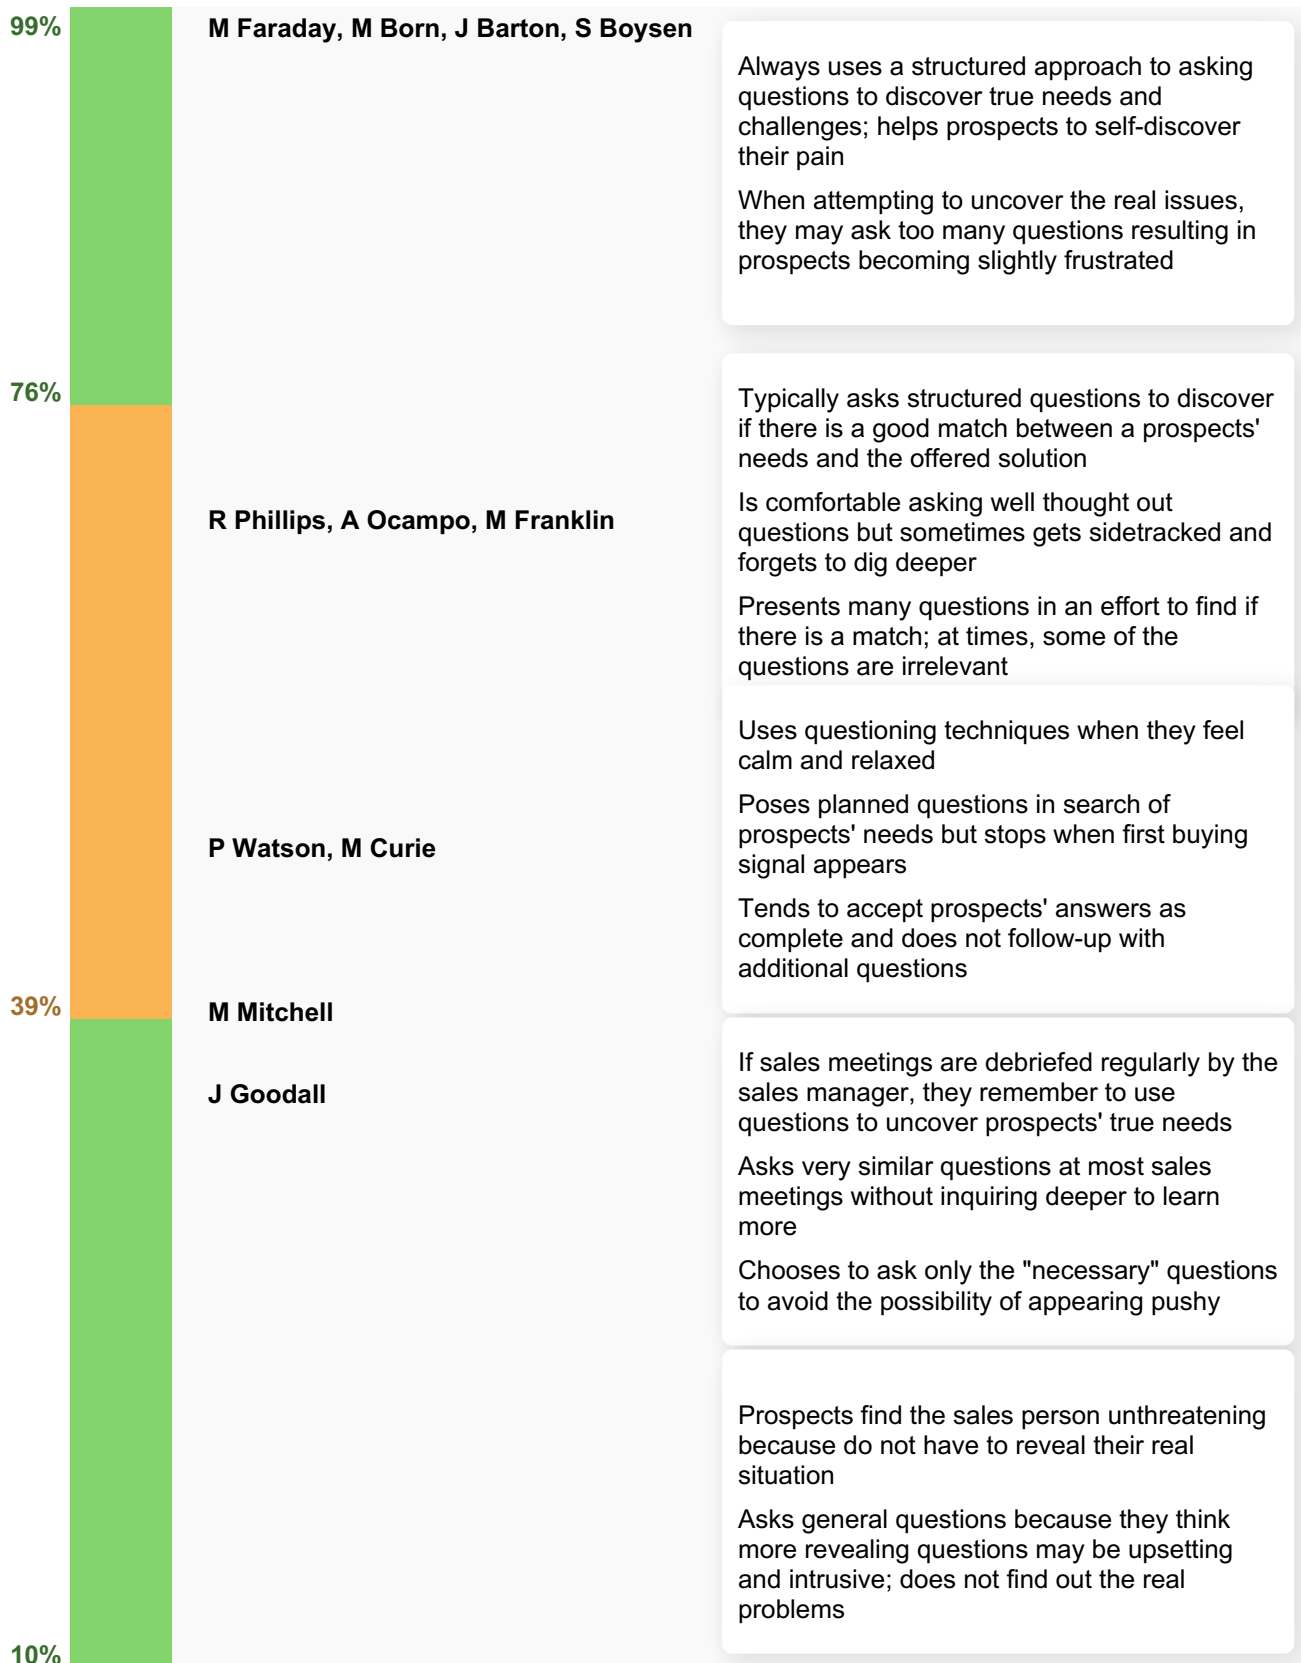 99%
M Faraday, M Born, J Barton, S Boysen
Always uses a structured approach to asking
questions to discover true needs and
challenges; helps prospects to self-discover
their pain
When attempting to uncover the real issues,
they may ask too many questions resulting in
prospects becoming slightly frustrated
76%
Typically asks structured questions to discover
if there is a good match between a prospects'
needs and the offered solution
Is comfortable asking well thought out
questions but sometimes gets sidetracked and
forgets to dig deeper
Presents many questions in an effort to find if
there is a match; at times, some of the
questions are irrelevant
R Phillips, A Ocampo, M Franklin
Uses questioning techniques when they feel
calm and relaxed
Poses planned questions in search of
prospects' needs but stops when first buying
signal appears
Tends to accept prospects' answers as
complete and does not follow-up with
additional questions
P Watson, M Curie
39%
M Mitchell
J Goodall
If sales meetings are debriefed regularly by the
sales manager, they remember to use
questions to uncover prospects' true needs
Asks very similar questions at most sales
meetings without inquiring deeper to learn
more
Chooses to ask only the "necessary" questions
to avoid the possibility of appearing pushy
Prospects find the sales person unthreatening
because do not have to reveal their real
situation
Asks general questions because they think
more revealing questions may be upsetting
and intrusive; does not find out the real
problems
10%